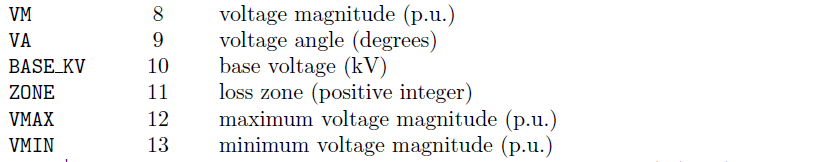 VM 8 voltage magnitude (p.u.)
VA 9 voltage angle (degrees)
BASE_KV 10 base voltage (kV)
ZONE 11 loss zone (positive integer)
VMAX 12 maximum voltage magnitude (p.u.)
VMIN 13 minimum voltage magnitude (p.u.)